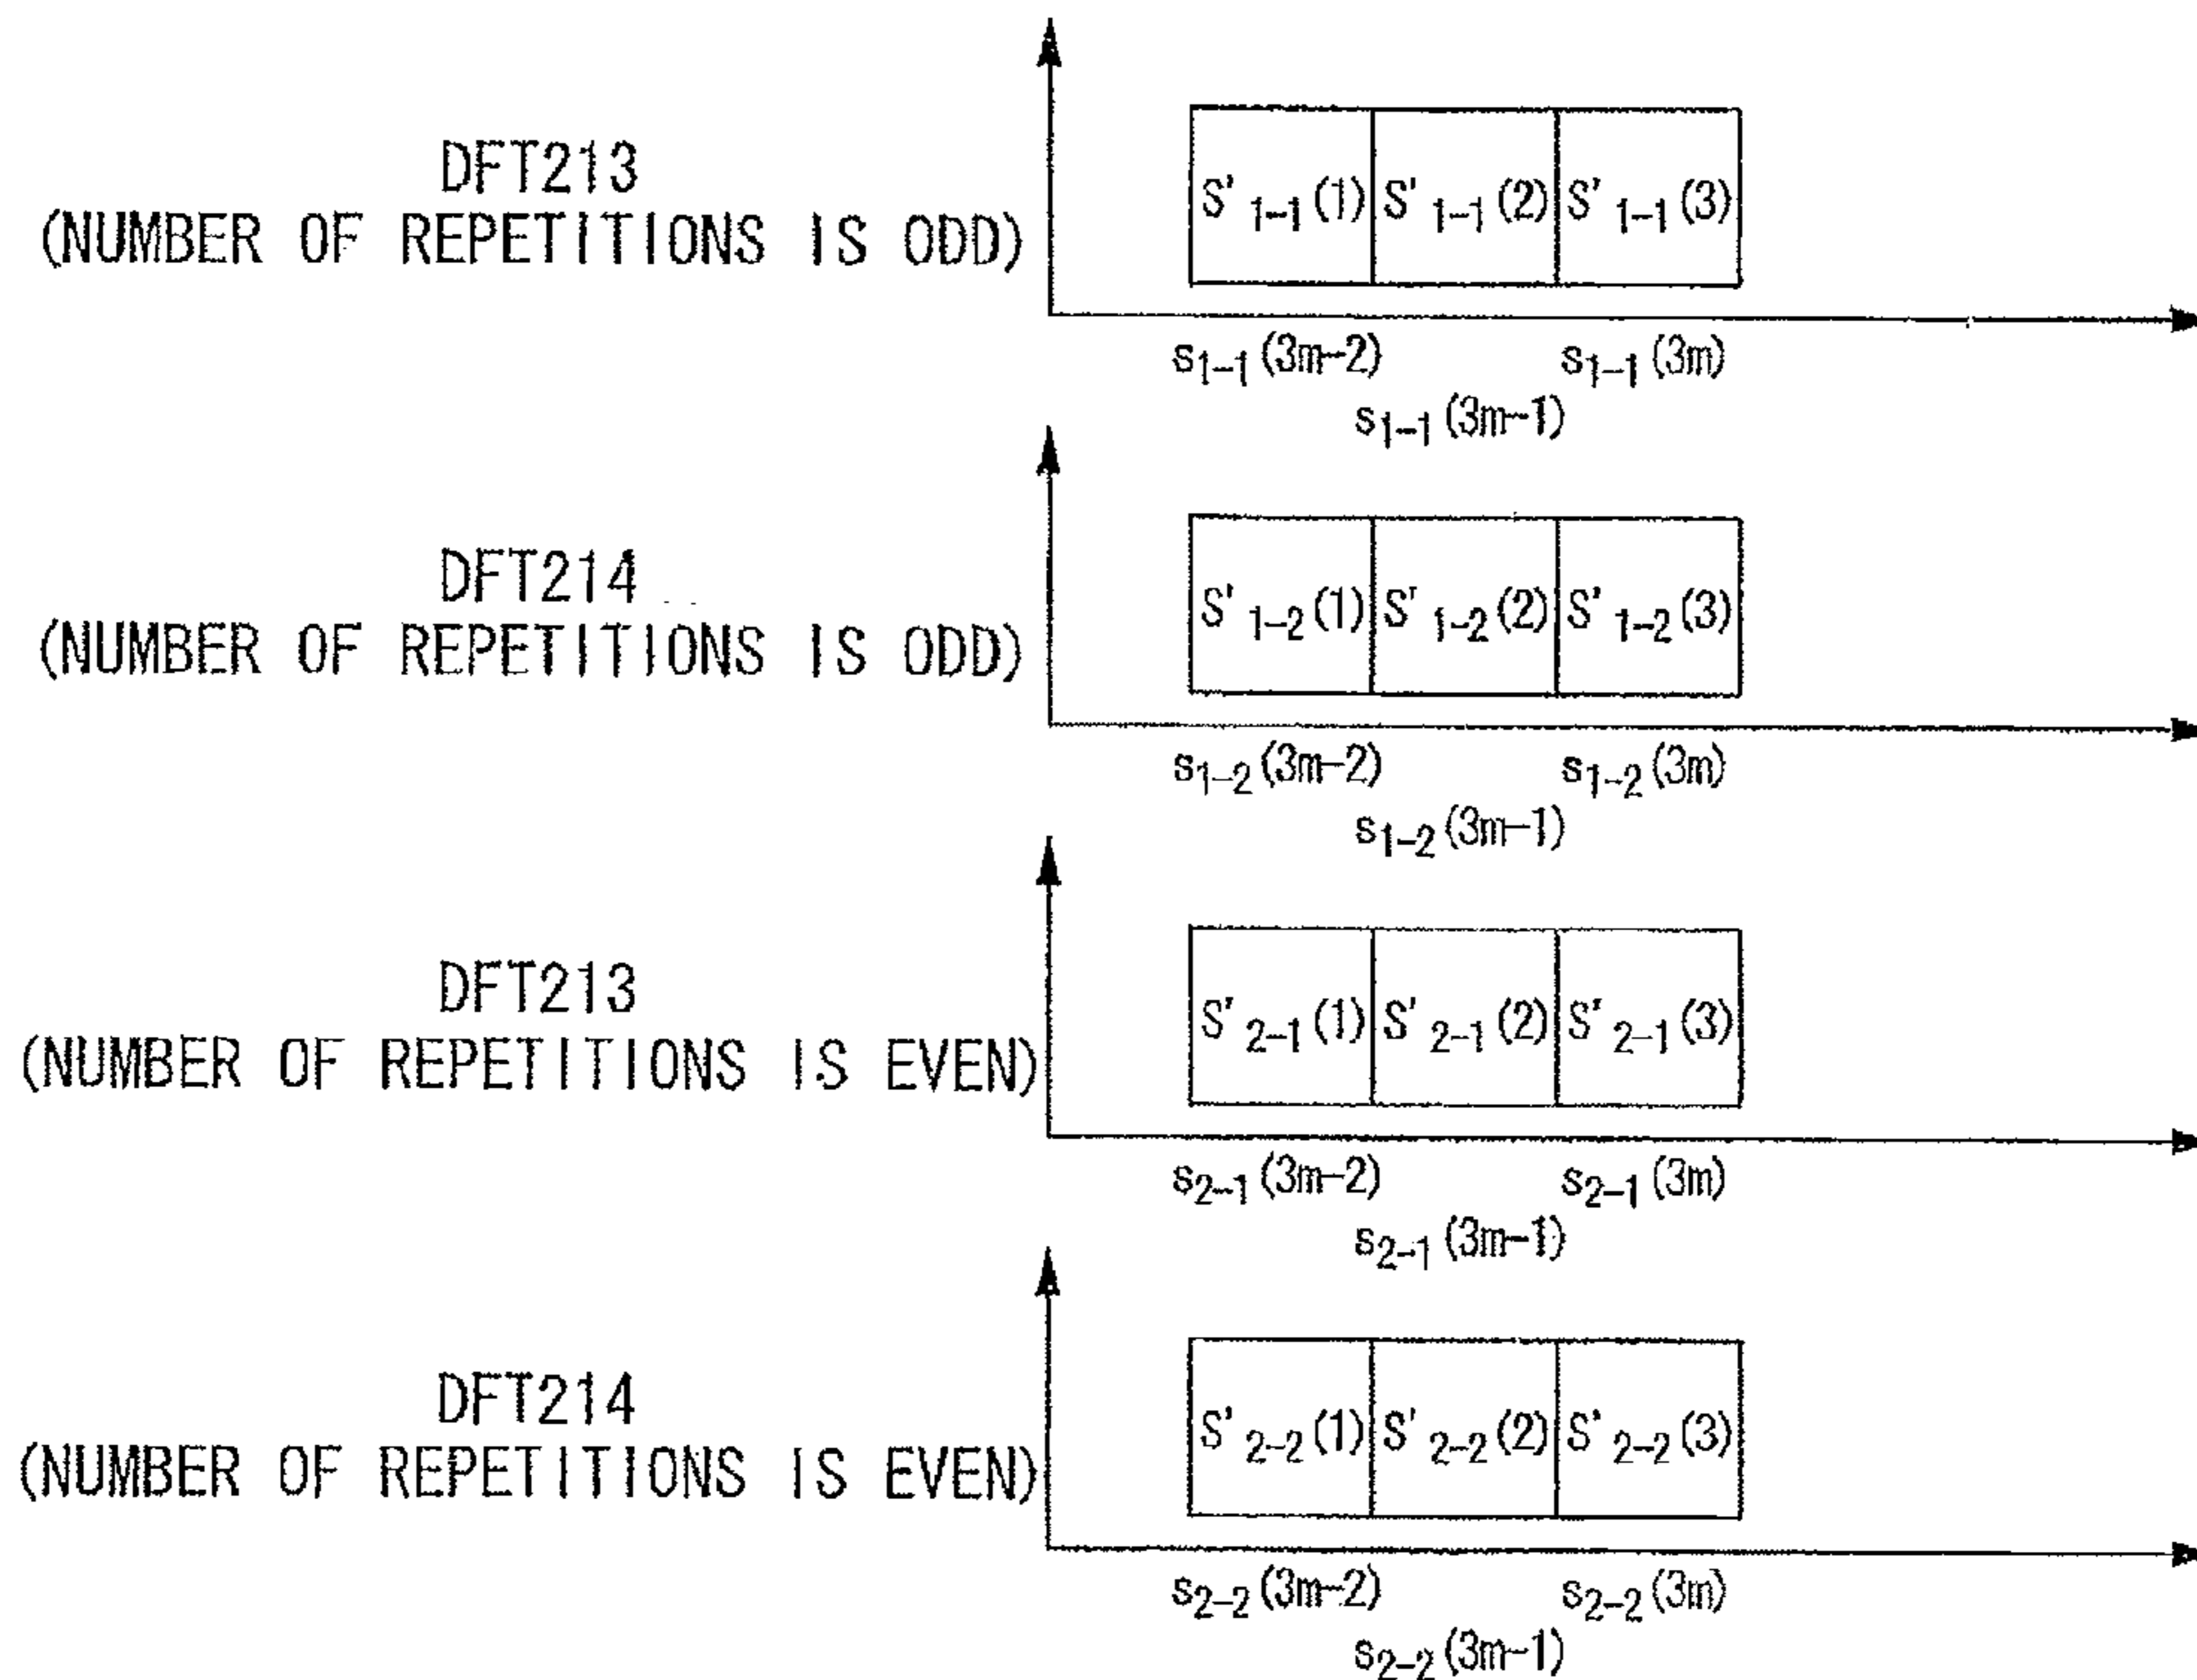 DFT213
(NUMBER OF REPETITIONS IS ODD)
S'1-1(1) S'1-1(2) S'1-1(3)
s1-1(3m-2) s1-1(3m)
s1-1(3m-1)
DFT214
(NUMBER OF REPETITIONS IS ODD)
S'1-2(1) S'1-2(2) S'1-2(3)
s1-2(3m-2) s1-2(3m)
s1-2(3m-1)
DFT213
(NUMBER OF REPETITIONS IS EVEN)
S'2-1(1) S'2-1(2) S'2-1(3)
s2-1(3m-2) s2-1(3m)
s2-1(3m-1)
DFT214
(NUMBER OF REPETITIONS IS EVEN)
S'2-2(1) S'2-2(2) S'2-2(3)
s2-2(3m-2) s2-2(3m)
s2-2(3m-1)